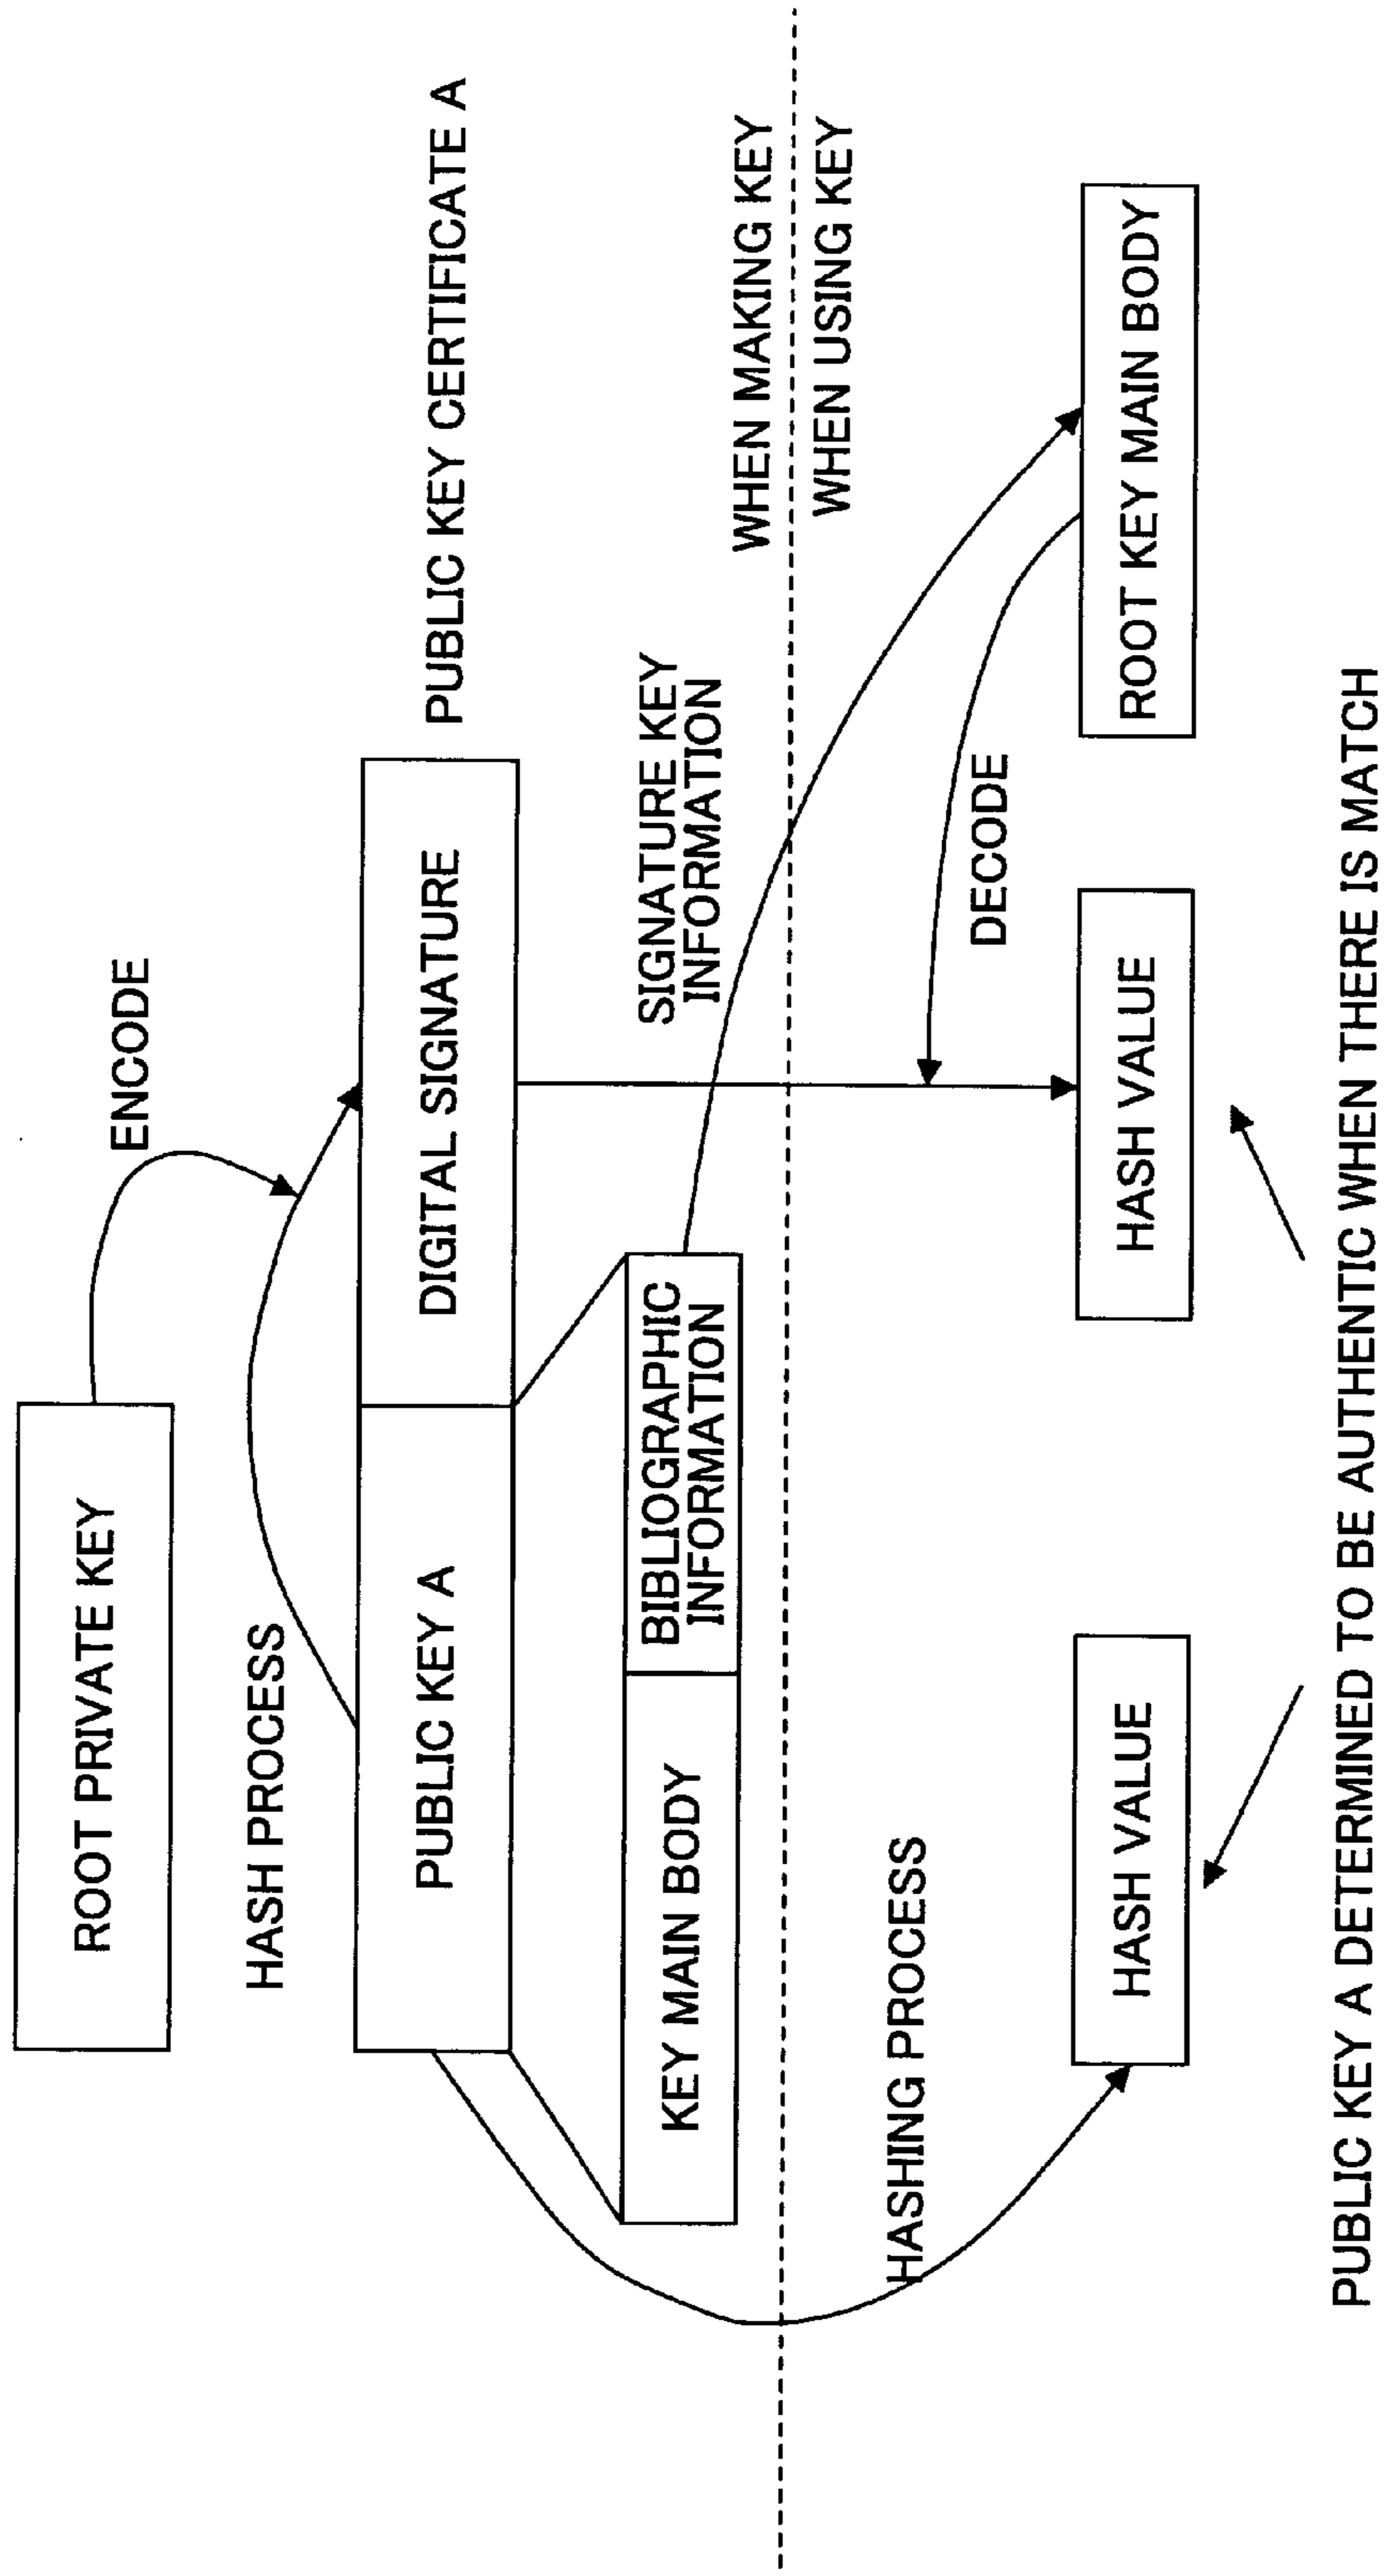 ROOT PRIVATE KEY
ENCODE
HASH PROCESS
PUBLIC KEY A
DIGITAL SIGNATURE
PUBLIC KEY CERTIFICATE A
KEY MAIN BODY
BIBLIOGRAPHIC
INFORMATION
SIGNATURE KEY
INFORMATION
WHEN MAKING KEY
WHEN USING KEY
HASHING PROCESS
DECODE
HASH VALUE
HASH VALUE
ROOT KEY MAIN BODY
PUBLIC KEY A DETERMINED TO BE AUTHENTIC WHEN THERE IS MATCH